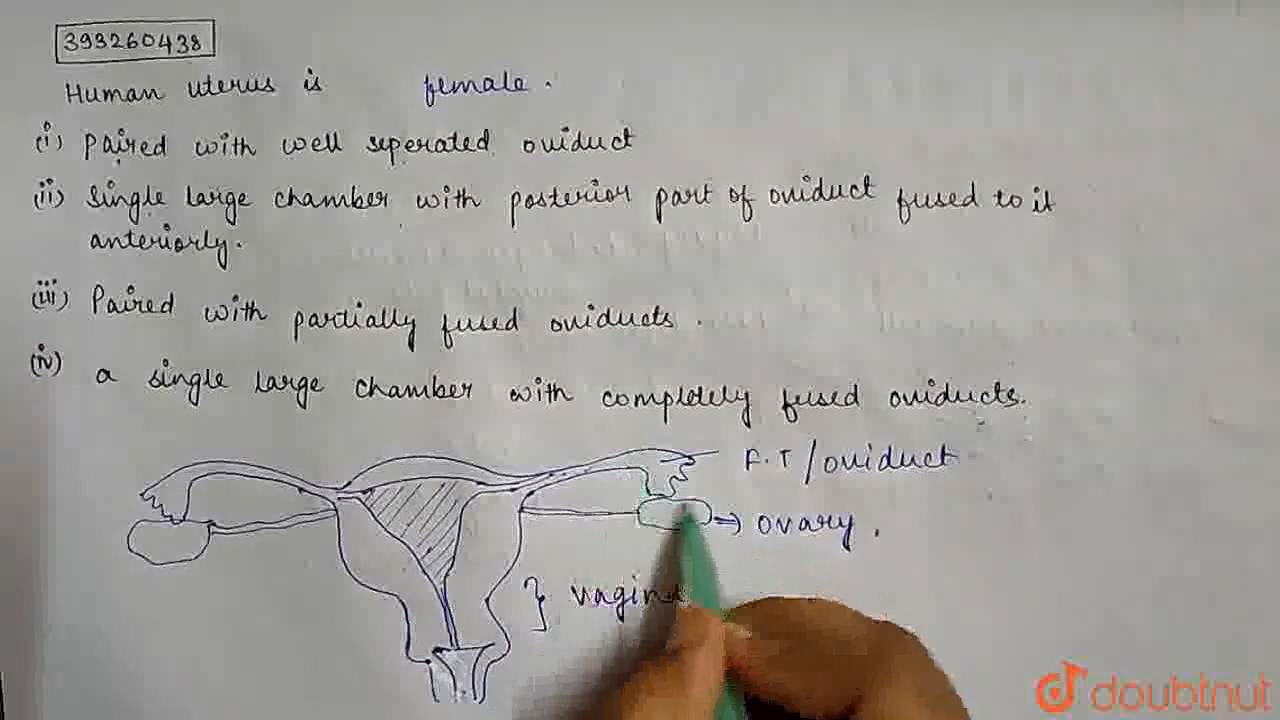 393260438
Human uterus is female.
(i) Paired with well seperated oviduct
(ii) Single large chamber with posterior part of oviduct fused to it
anteriorly.
(iii) Paired with partially fused oviducts.
(iv) a single large chamber with completely fused oviducts.
F.T/oviduct
⇒ ovary.
} vagina
doubtnut